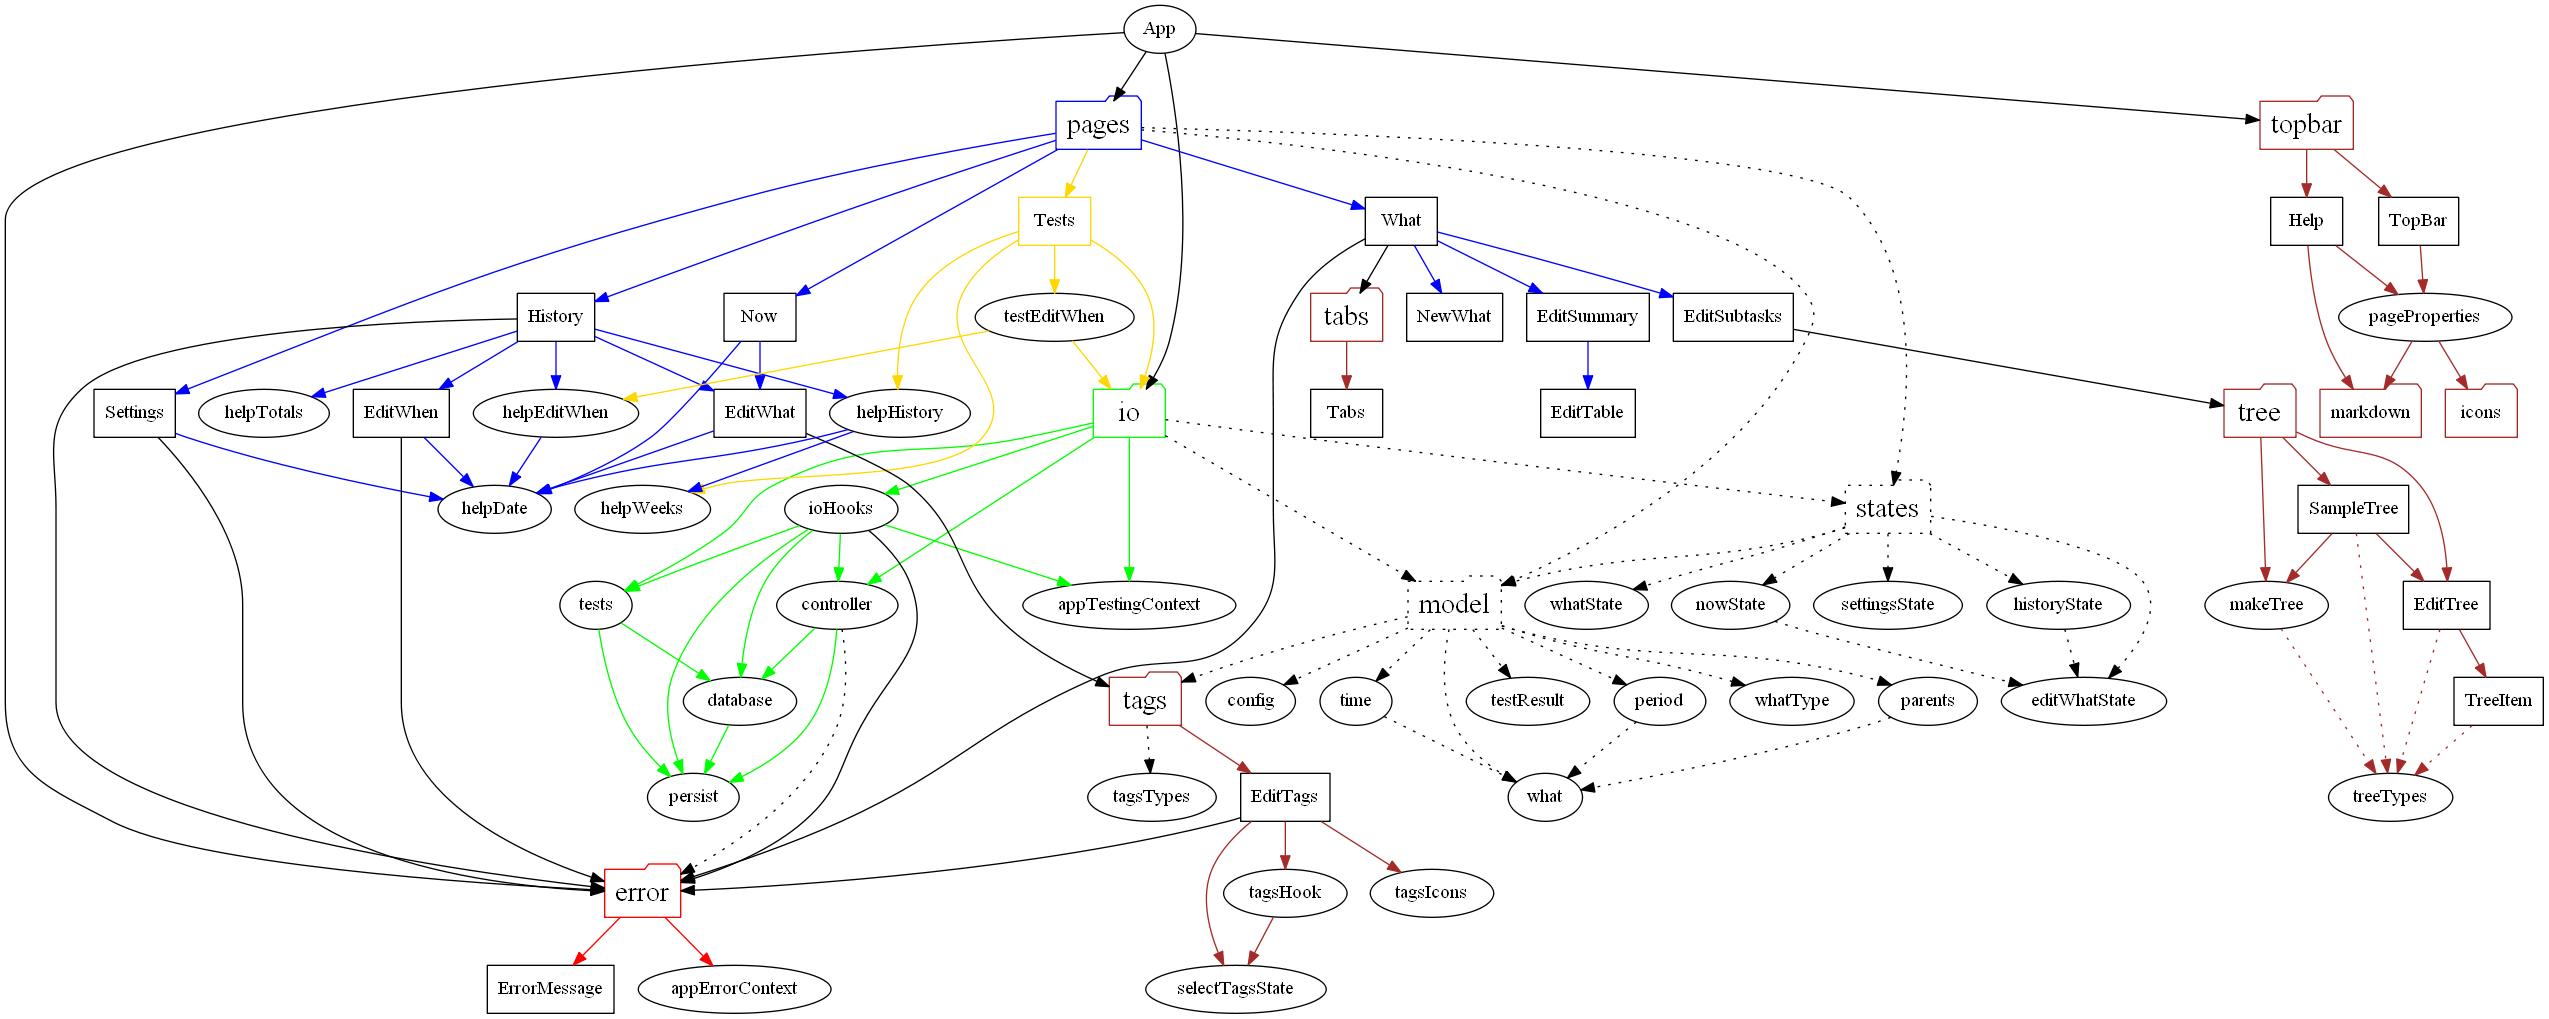 App
pages
topbar
Tests
What
Help
TopBar
History
Now
testEditWhen
tabs
NewWhat
EditSummary
EditSubtasks
pageProperties
Settings
helpTotals
EditWhen
helpEditWhen
EditWhat
helpHistory
io
Tabs
EditTable
tree
markdown
icons
helpDate
helpWeeks
ioHooks
states
SampleTree
tests
controller
appTestingContext
model
whatState
nowState
settingsState
historyState
makeTree
EditTree
database
tags
config
time
testResult
period
whatType
parents
editWhatState
TreeItem
persist
tagsTypes
EditTags
what
treeTypes
error
tagsHook
tagsIcons
ErrorMessage
appErrorContext
selectTagsState